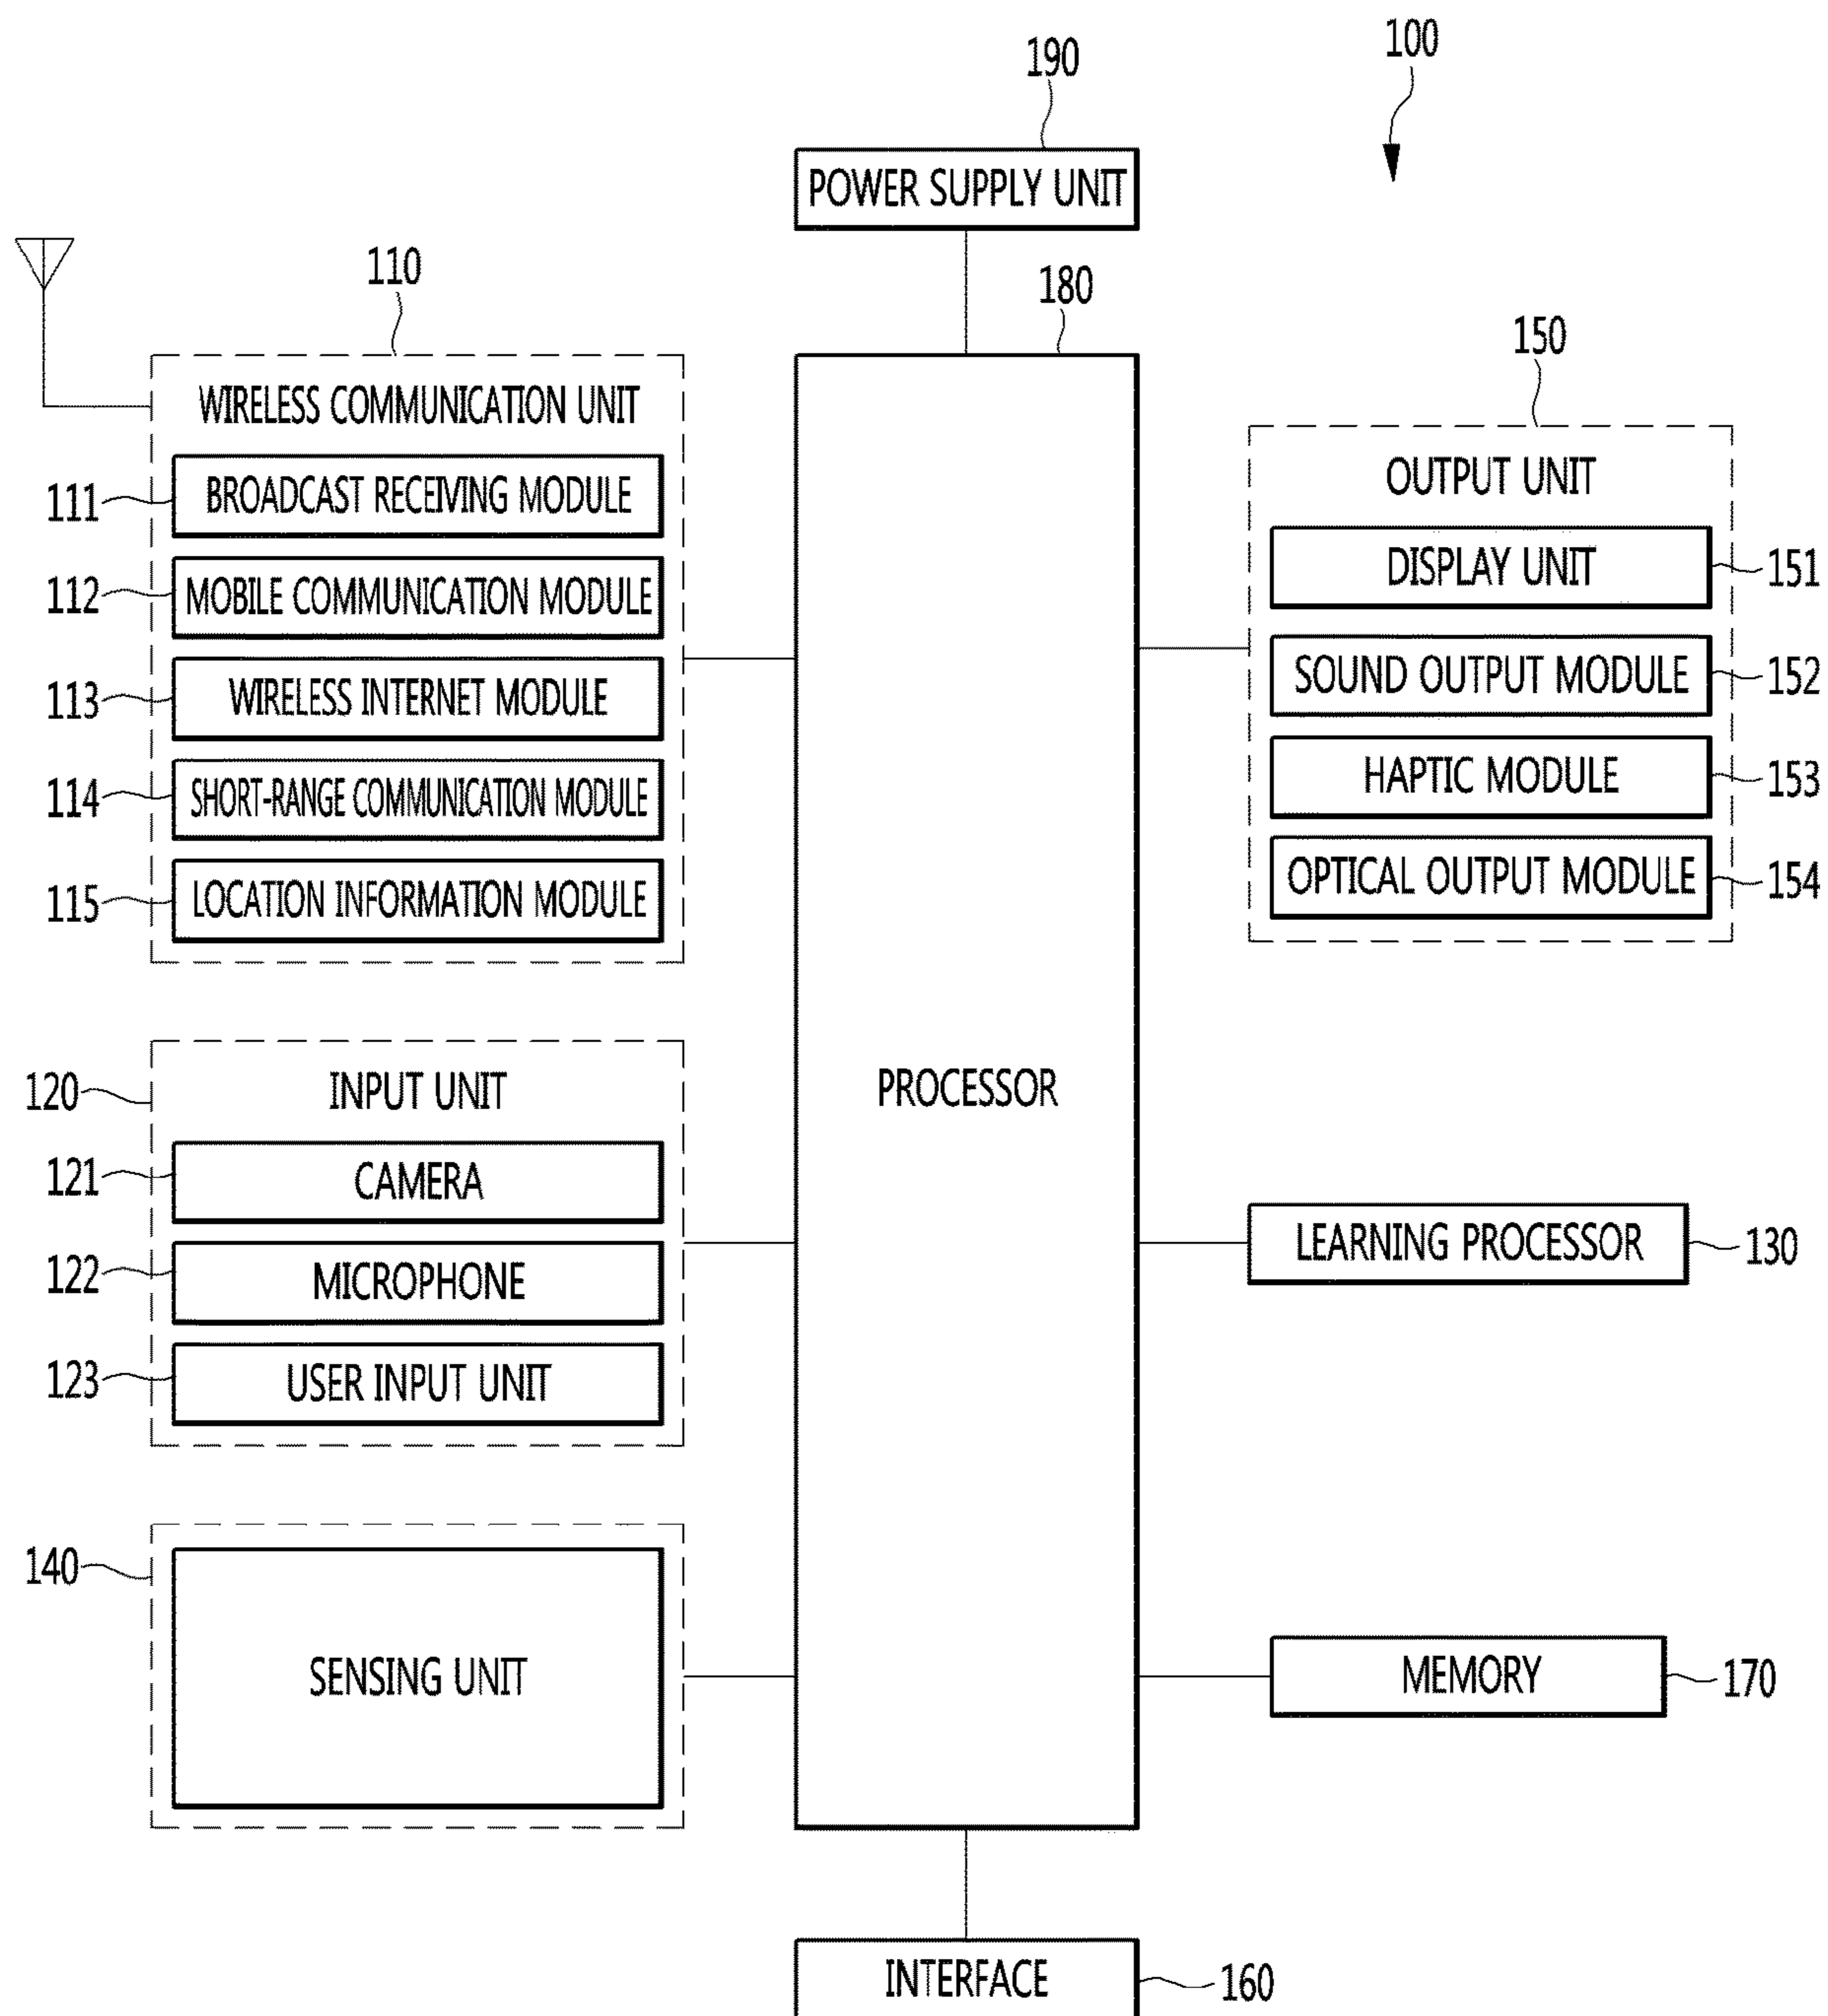 100
190
POWER SUPPLY UNIT
180
110
WIRELESS COMMUNICATION UNIT
111 BROADCAST RECEIVING MODULE
112 MOBILE COMMUNICATION MODULE
113 WIRELESS INTERNET MODULE
114 SHORT-RANGE COMMUNICATION MODULE
115 LOCATION INFORMATION MODULE
120 INPUT UNIT
121 CAMERA
122 MICROPHONE
123 USER INPUT UNIT
140
SENSING UNIT
PROCESSOR
150
OUTPUT UNIT
DISPLAY UNIT 151
SOUND OUTPUT MODULE 152
HAPTIC MODULE 153
OPTICAL OUTPUT MODULE 154
LEARNING PROCESSOR 130
MEMORY 170
INTERFACE 160